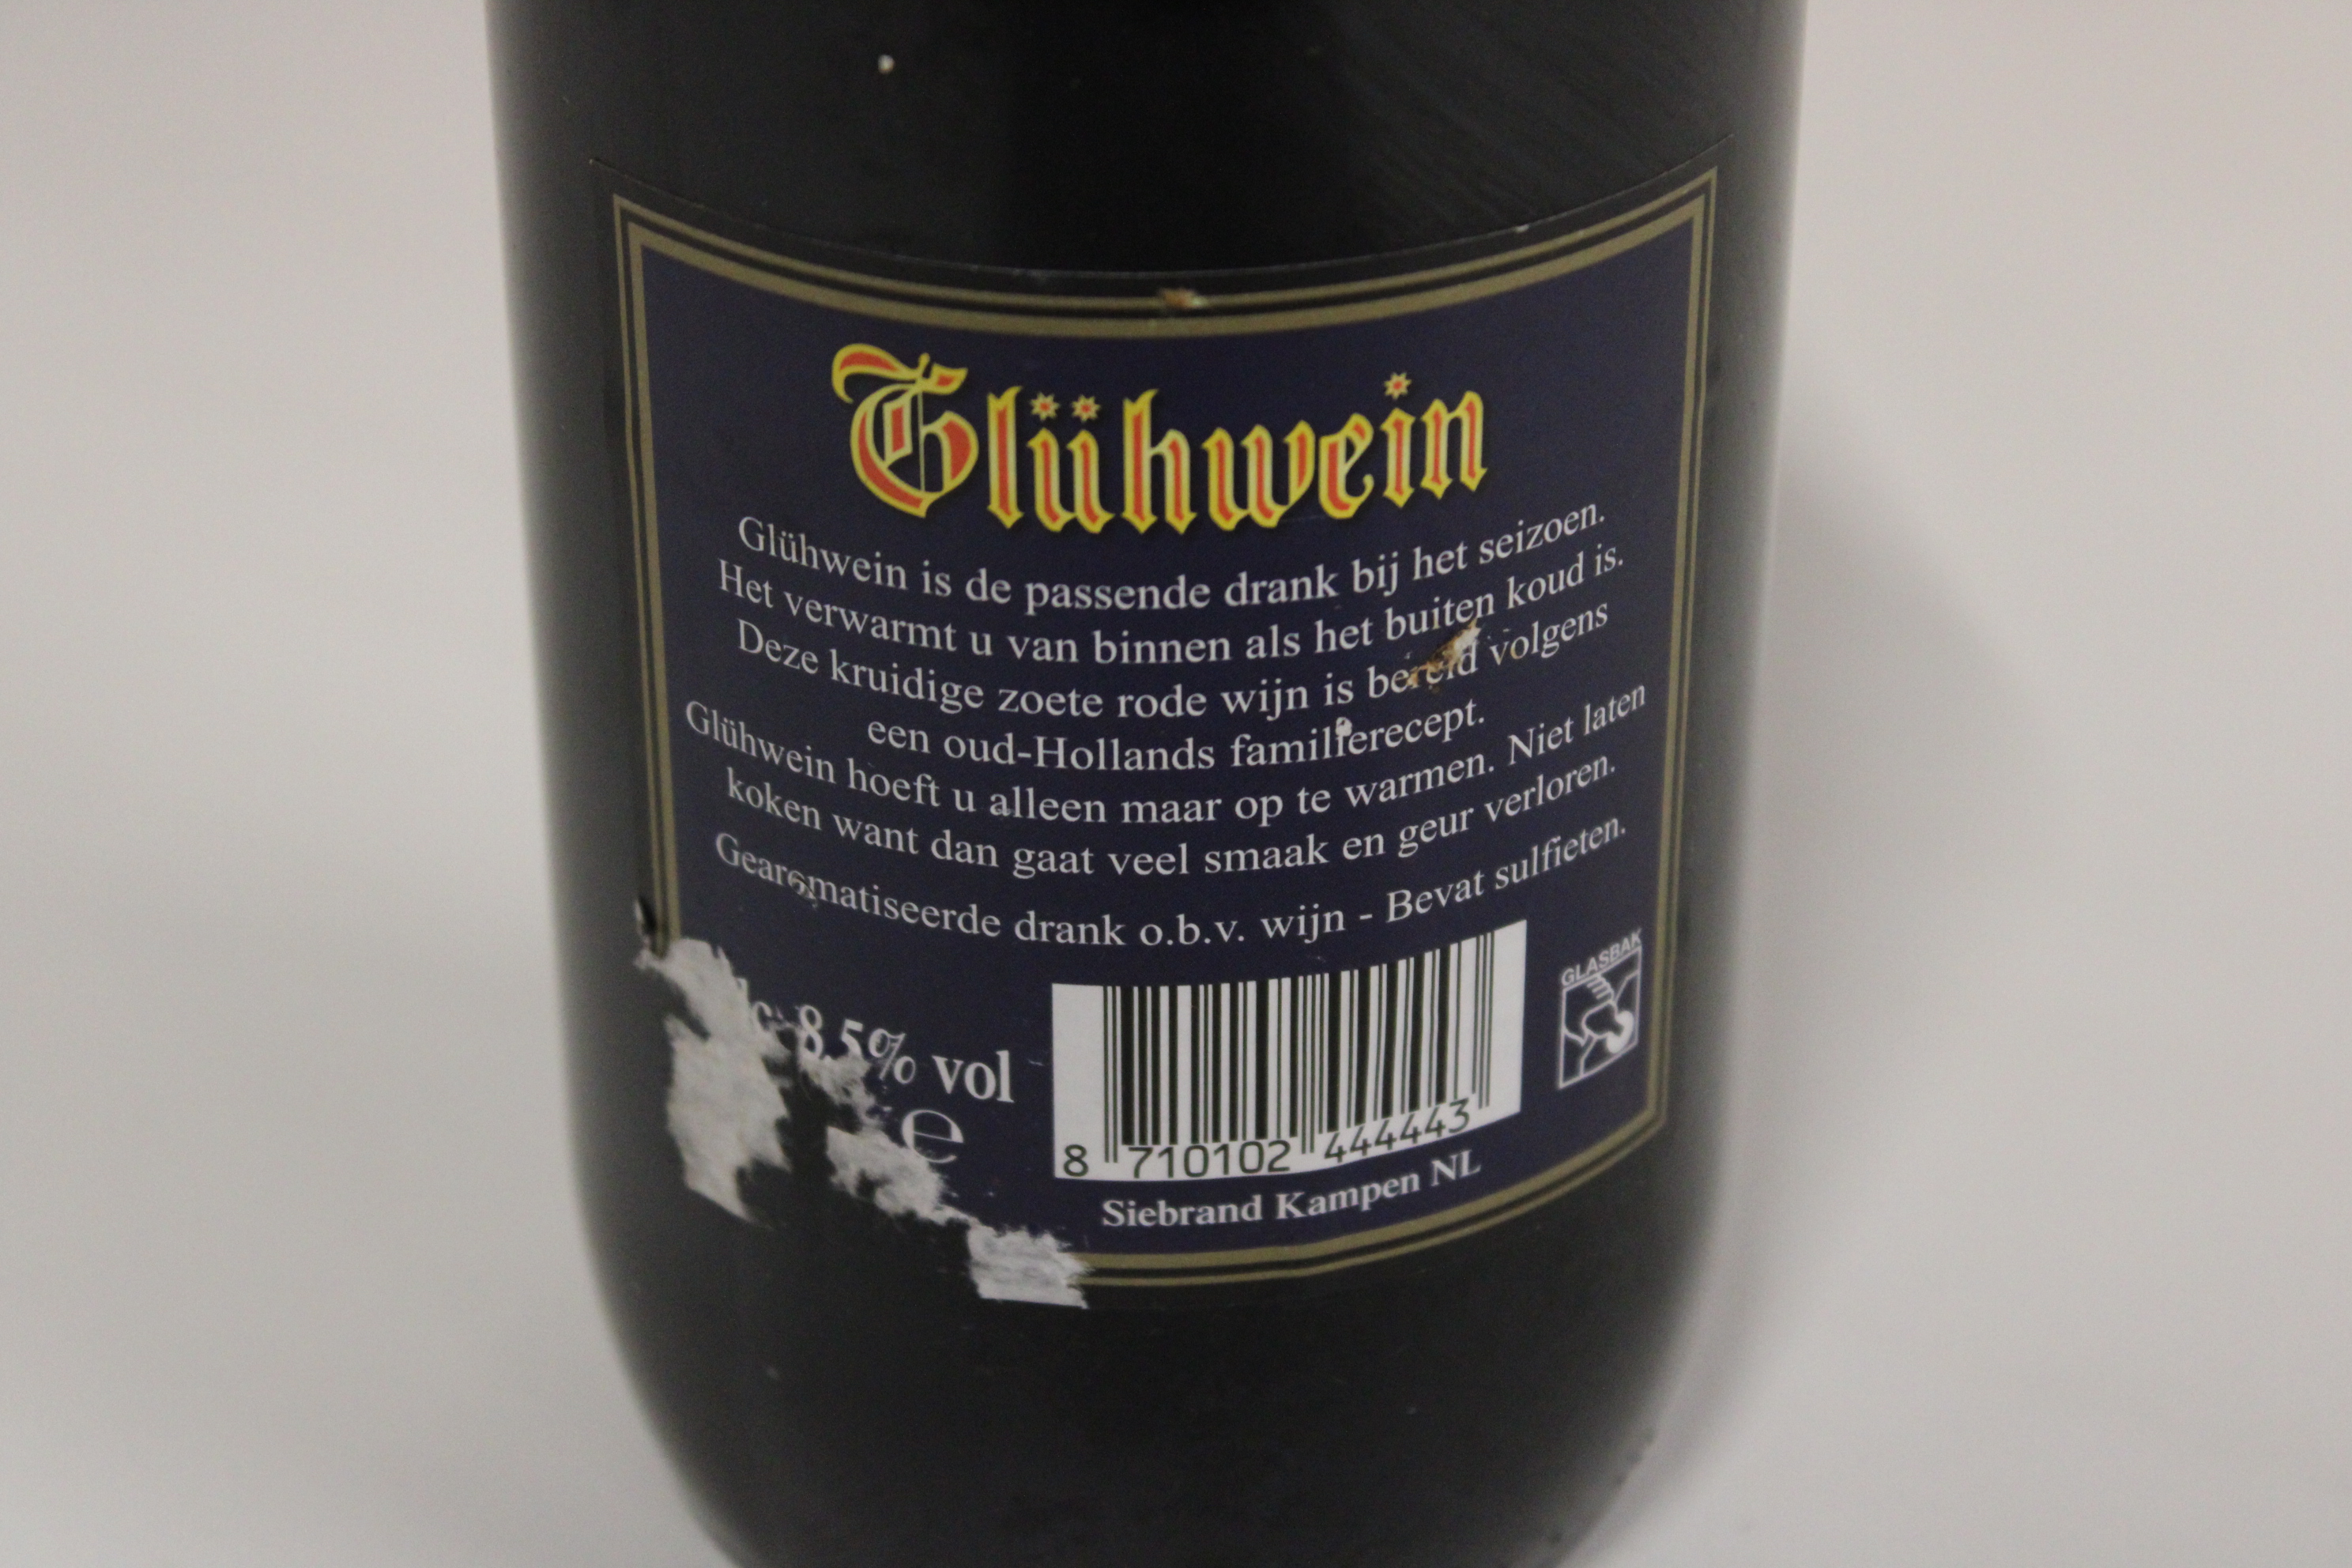 Glühwein
Glühwein is de passende drank bij het seizoen.
Het verwarmt u van binnen als het buiten koud is.
Deze kruidige zoete rode wijn is bereid volgens
een oud-Hollands familierecept.
Glühwein hoeft u alleen maar op te warmen. Niet laten
koken want dan gaat veel smaak en geur verloren.
Gearomatiseerde drank o.b.v. wijn - Bevat sulfieten.
GLASBAK
8,5% vol
e
8 710102 444443
Siebrand Kampen NL